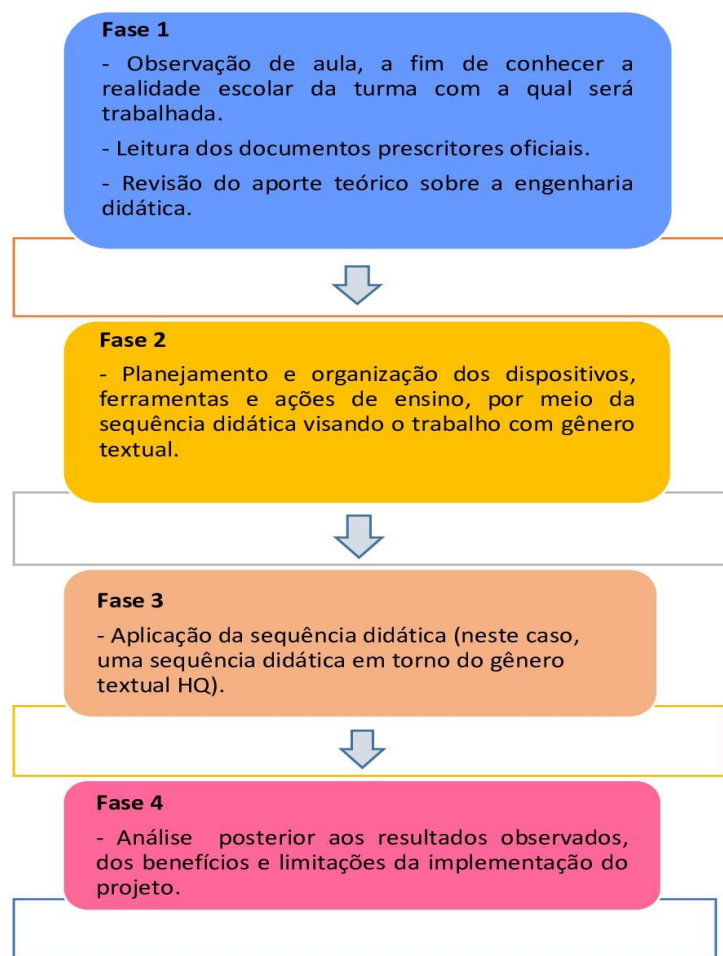 Fase 1
- Observação de aula, a fim de conhecer a
realidade escolar da turma com a qual será
trabalhada.
- Leitura dos documentos prescritores oficiais.
- Revisão do aporte teórico sobre a engenharia
didática.
Fase 2
- Planejamento e organização dos dispositivos,
ferramentas e ações de ensino, por meio da
sequência didática visando o trabalho com gênero
textual.
Fase 3
- Aplicação da sequência didática (neste caso,
uma sequência didática em torno do gênero
textual HQ).
Fase 4
- Análise posterior aos resultados observados,
dos benefícios e limitações da implementação do
projeto.